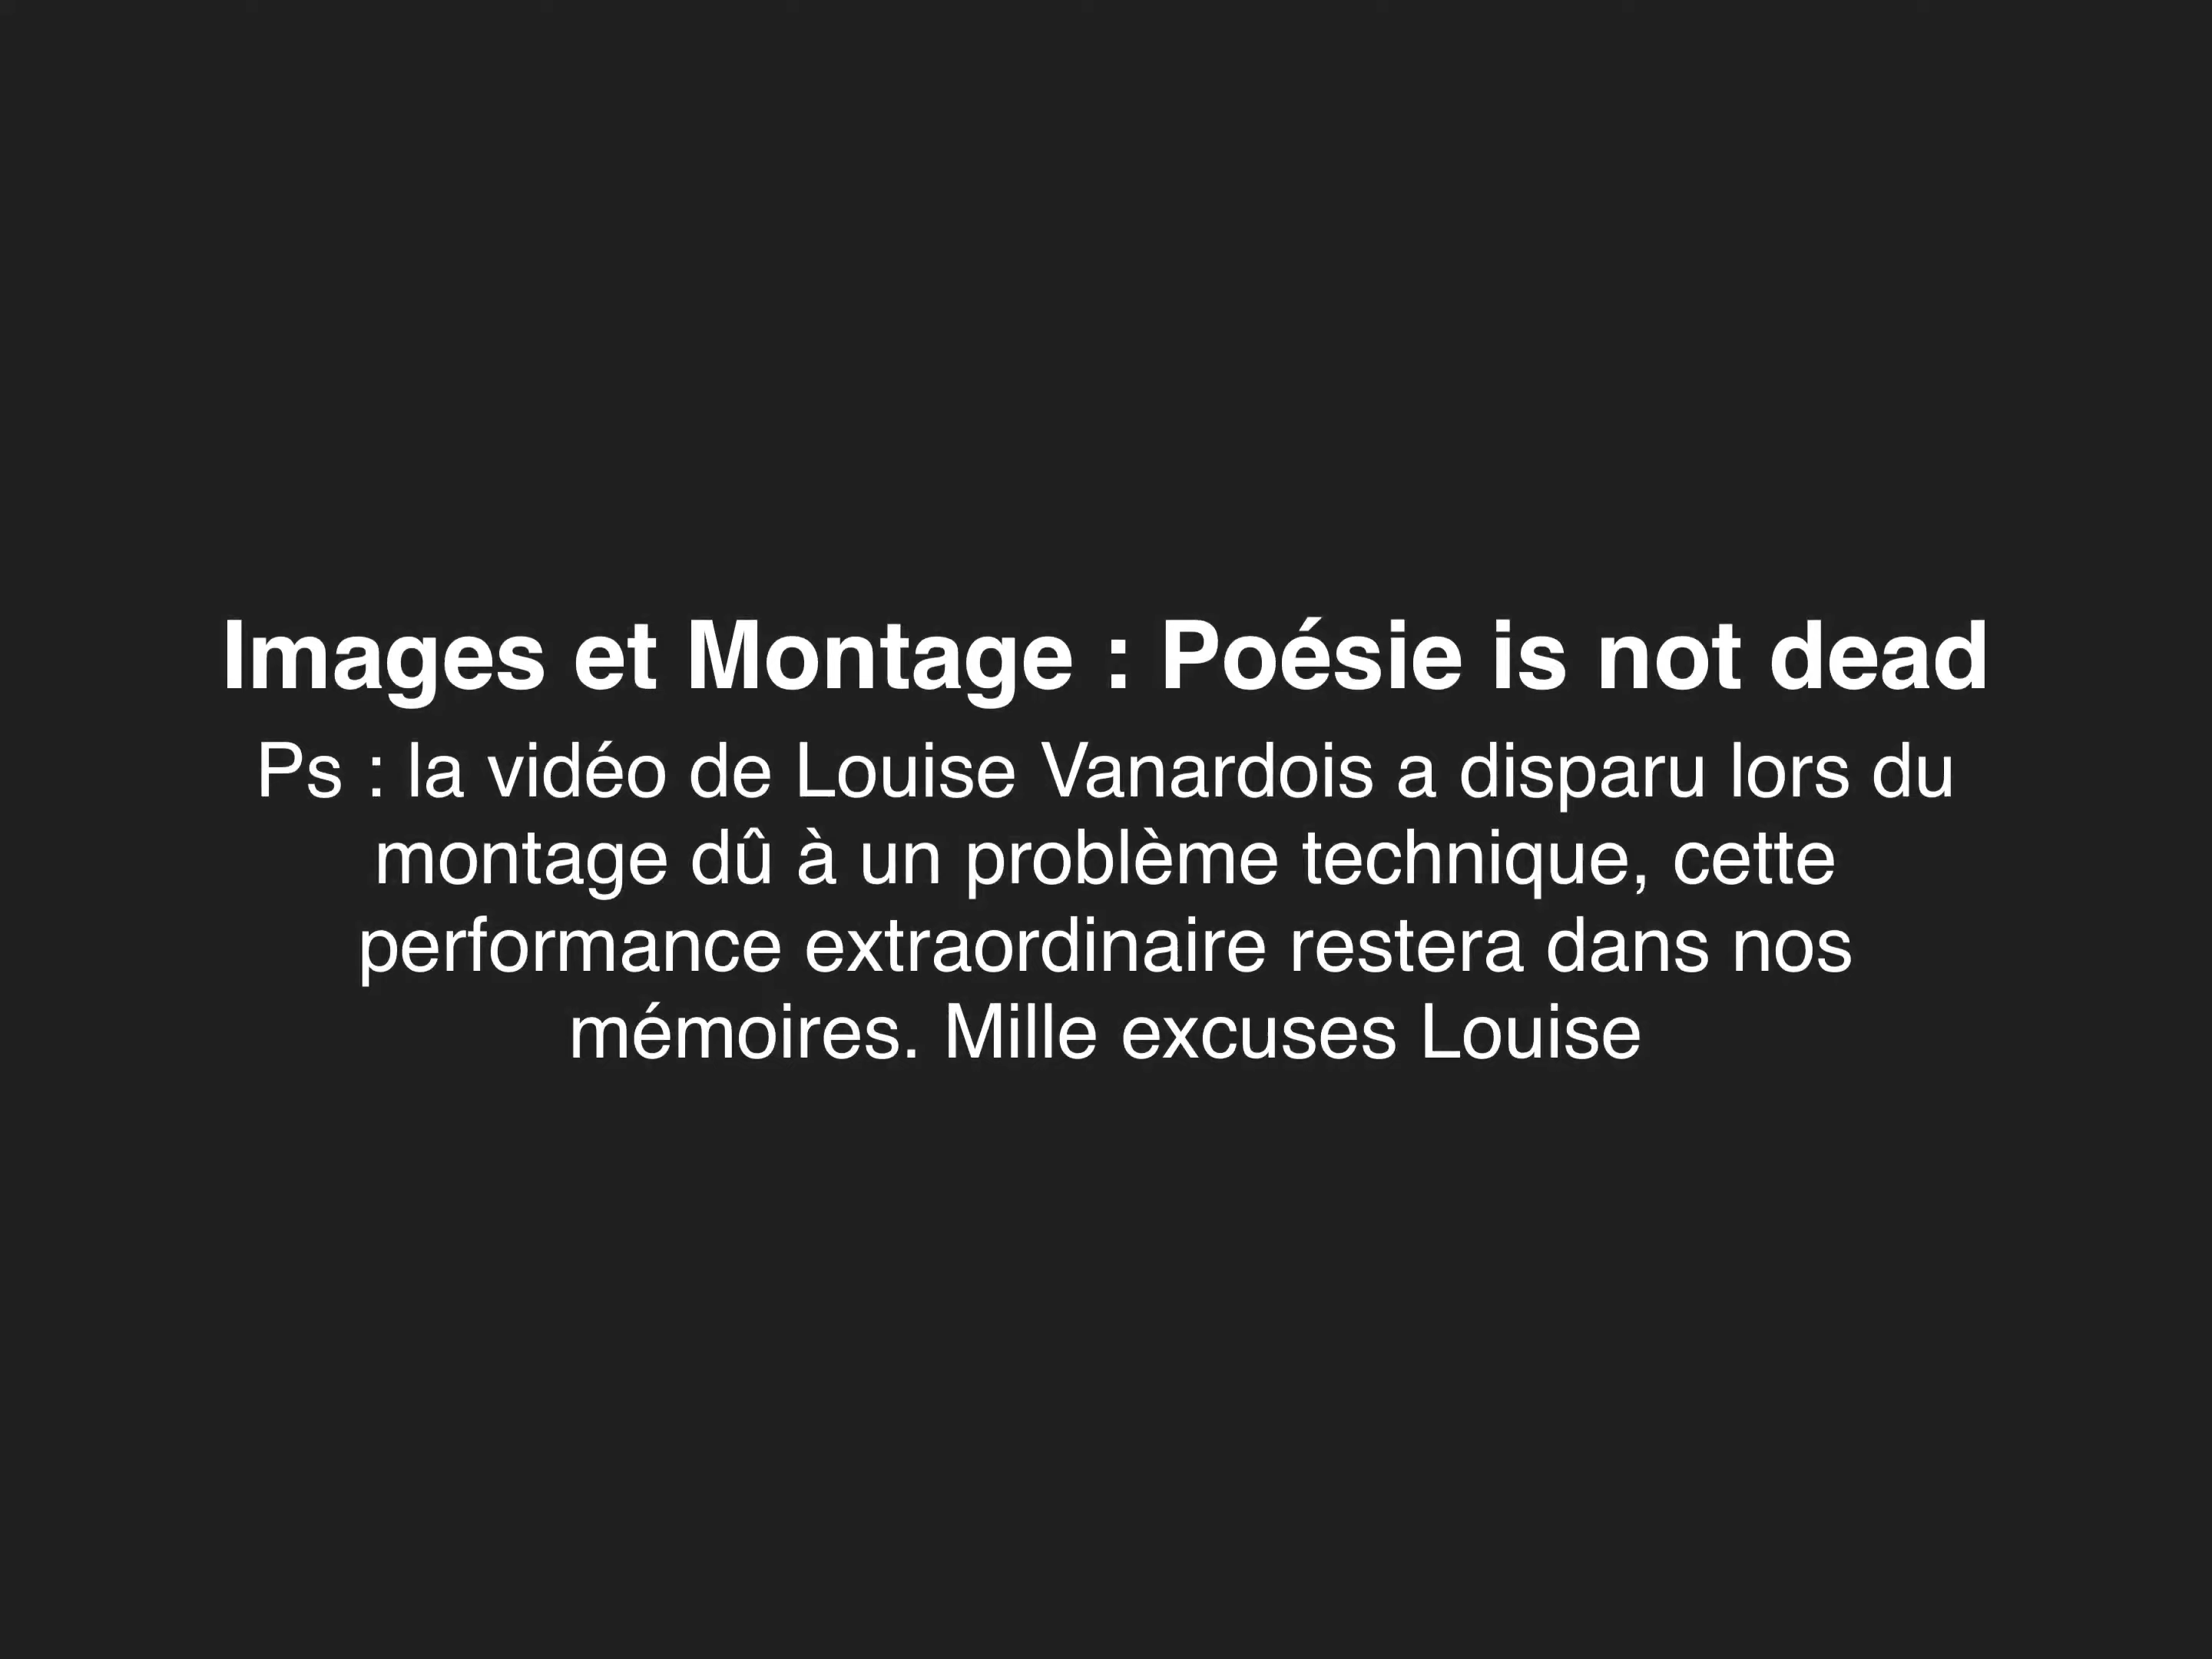 Images et Montage : Poésie is not dead
Ps : la vidéo de Louise Vanardois a disparu lors du
montage dû à un problème technique, cette
performance extraordinaire restera dans nos
mémoires. Mille excuses Louise